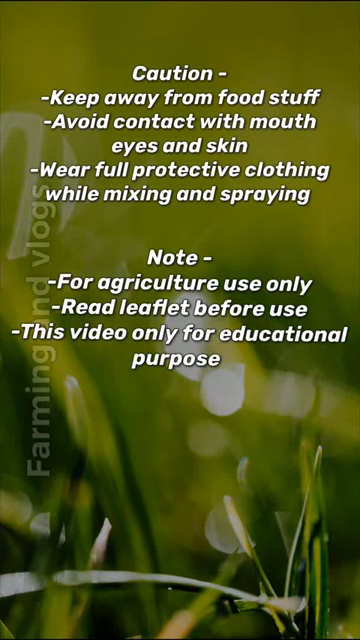 Caution -
-Keep away from food stuff
-Avoid contact with mouth
eyes and skin
-Wear full protective clothing
while mixing and spraying
Note -
-For agriculture use only
-Read leaflet before use
-This video only for educational
purpose
Farming and vlogs